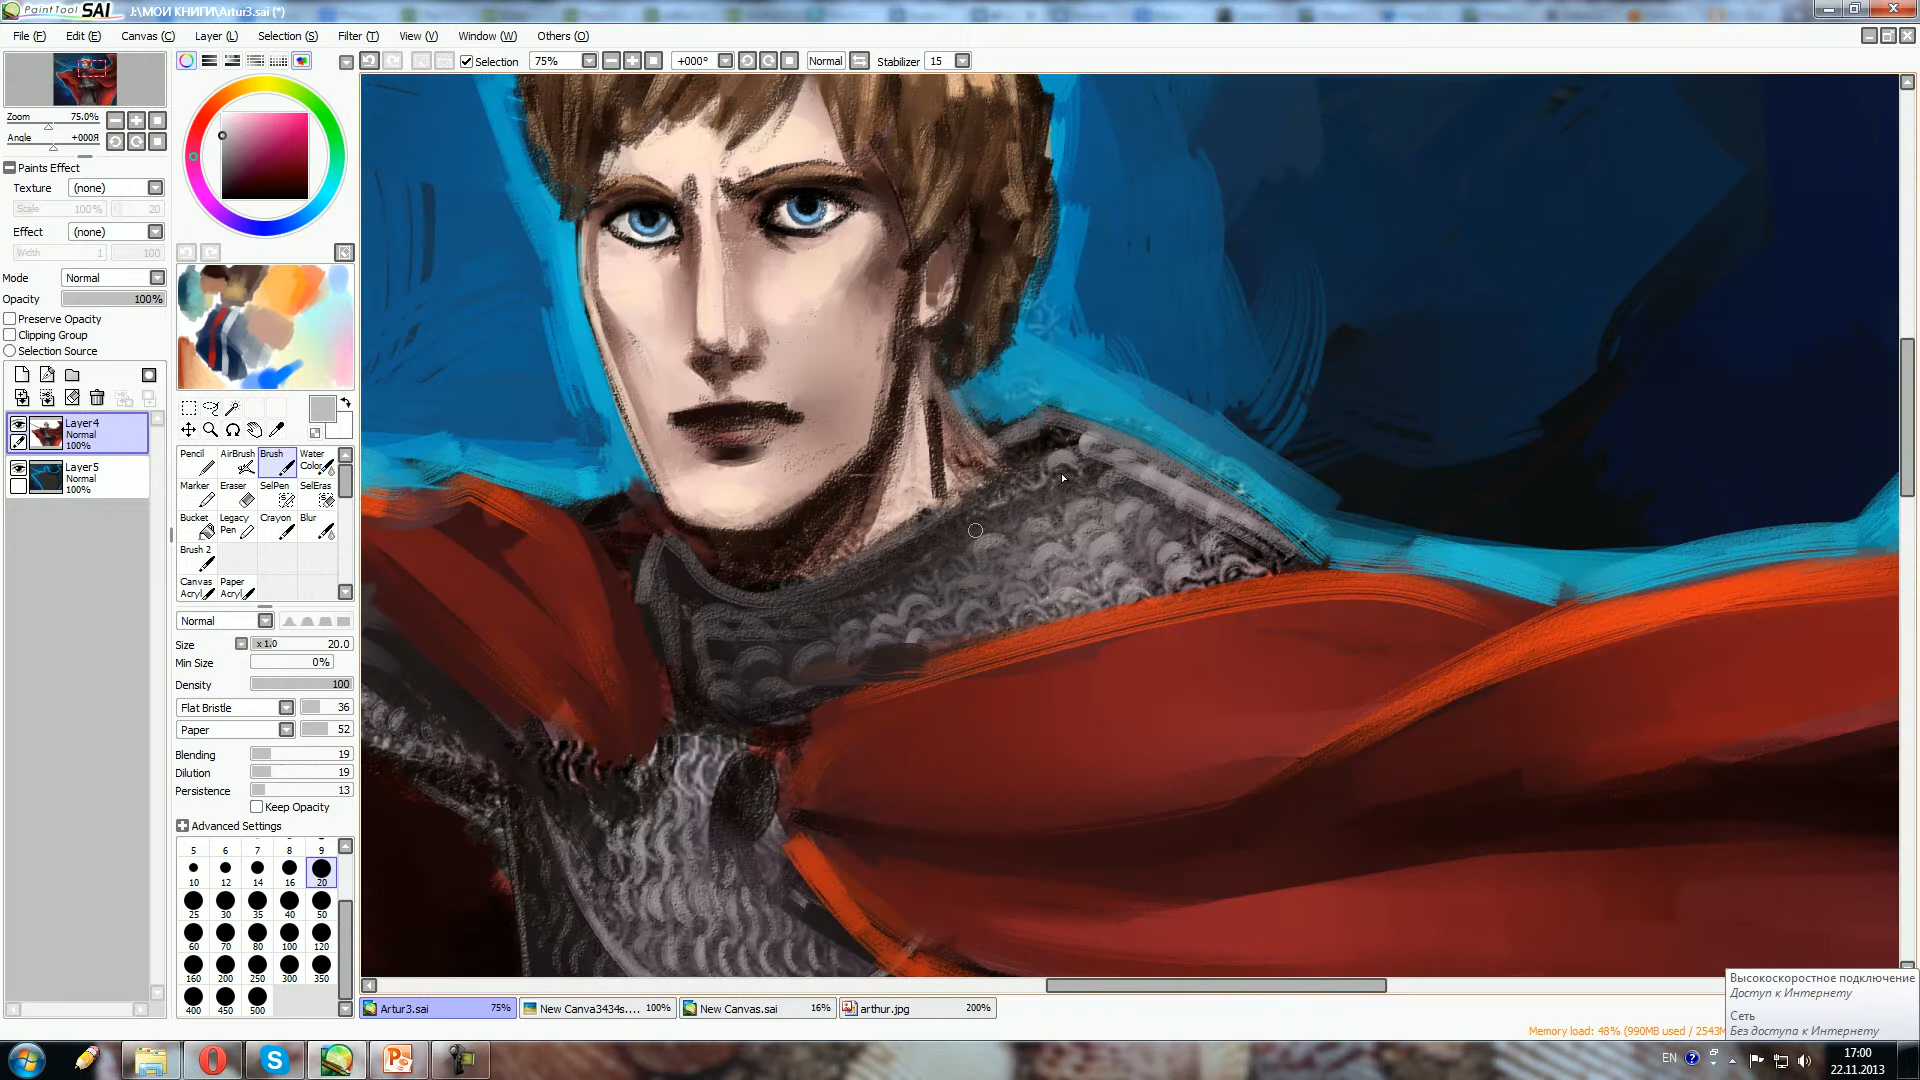 PaintTool SAI J:\МОИ КНИГИ\Artur3.sai (*)
File (F) Edit (E) Canvas (C) Layer (L) Selection (S) Filter (T) View (V) Window (W) Others (O)
Selection 75% +000° Normal Stabilizer 15
Zoom 75.0%
Angle +000Я
Paints Effect
Texture (none)
Scale 100% 20
Effect (none)
Width 1 100
Mode Normal
Opacity 100%
Preserve Opacity
Clipping Group
Selection Source
Layer4
Normal
100%
Layer5
Normal
100%
Pencil AirBrush Brush Water Color
Marker Eraser SelPen SelEras
Bucket Legacy Pen Crayon Blur
Brush 2
Canvas Acryl Paper Acryl
Normal
Size x 1.0 20.0
Min Size 0%
Density 100
Flat Bristle 36
Paper 52
Blending 19
Dilution 19
Persistence 13
Keep Opacity
Advanced Settings
5 6 7 8 9
10 12 14 16 20
25 30 35 40 50
60 70 80 100 120
160 200 250 300 350
400 450 500
Artur3.sai 75% New Canva3434s.... 100% New Canvas.sai 16% arthur.jpg 200%
Высокоскоростное подключение
Доступ к Интернету
Сеть
Без доступа к Интернету
Memory load: 48% (990MB used / 2543M
EN 17:00
22.11.2013